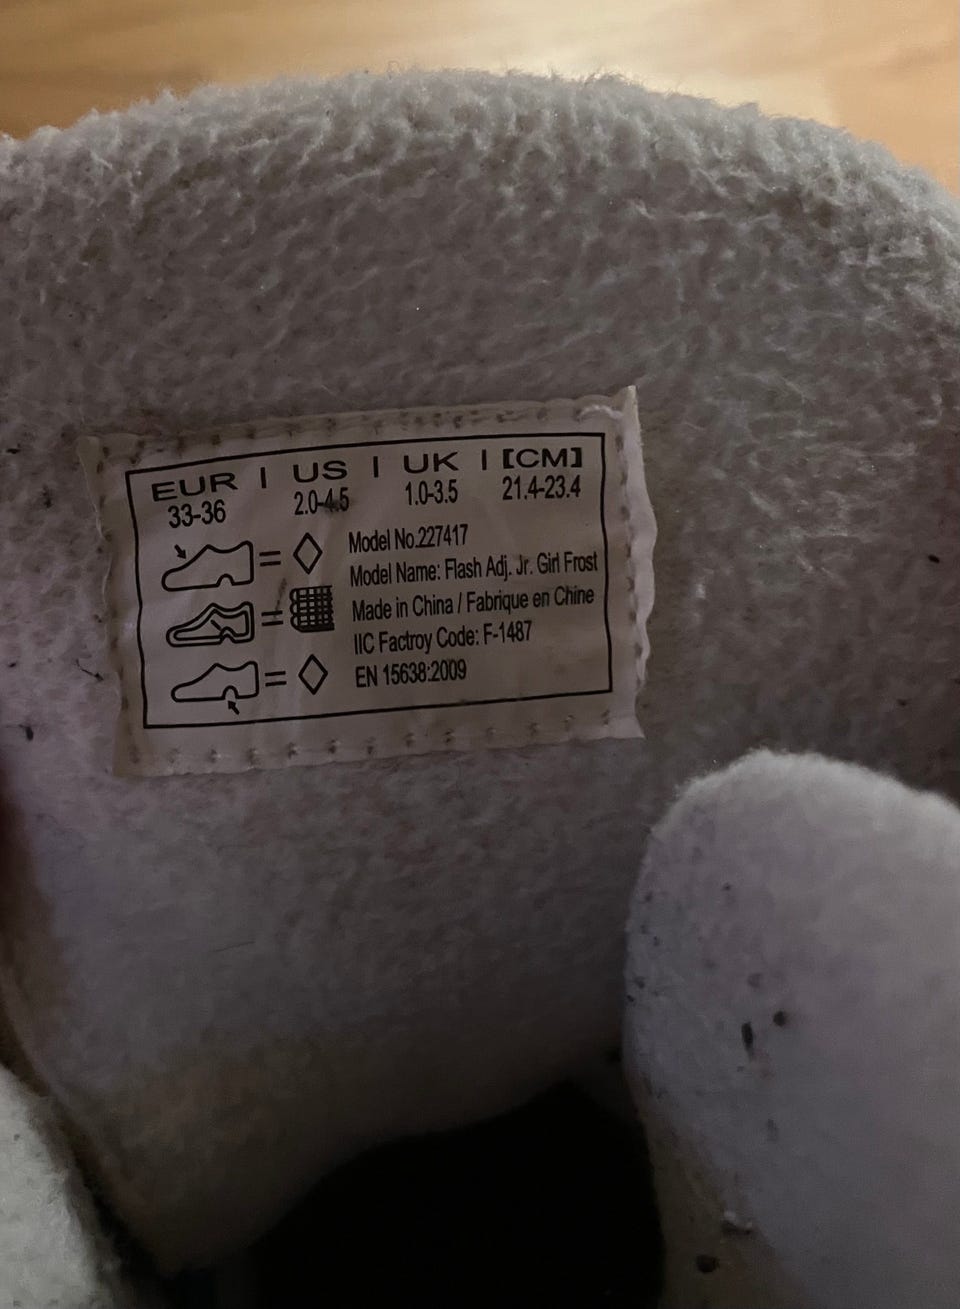 EUR | US | UK | [CM]
33-36 2.0-4.5 1.0-3.5 21.4-23.4
Model No.227417
Model Name: Flash Adj. Jr. Girl Frost
= Made in China / Fabrique en Chine
IIC Factroy Code: F-1487
EN 15638:2009